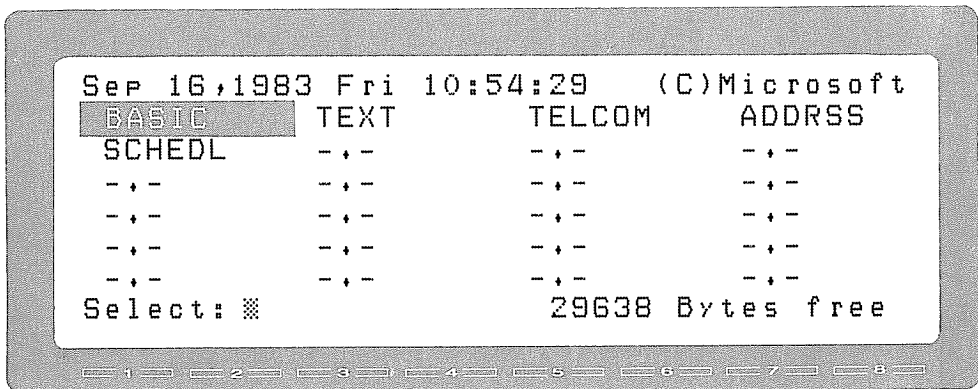 Sep 16,1983 Fri 10:54:29 (C)Microsoft
BASIC TEXT TELCOM ADDRSS
SCHEDL -.- -.- -.-
-.- -.- -.- -.-
-.- -.- -.- -.-
-.- -.- -.- -.-
-.- -.- -.- -.-
Select: 29638 Bytes free
1 2 3 4 5 6 7 8